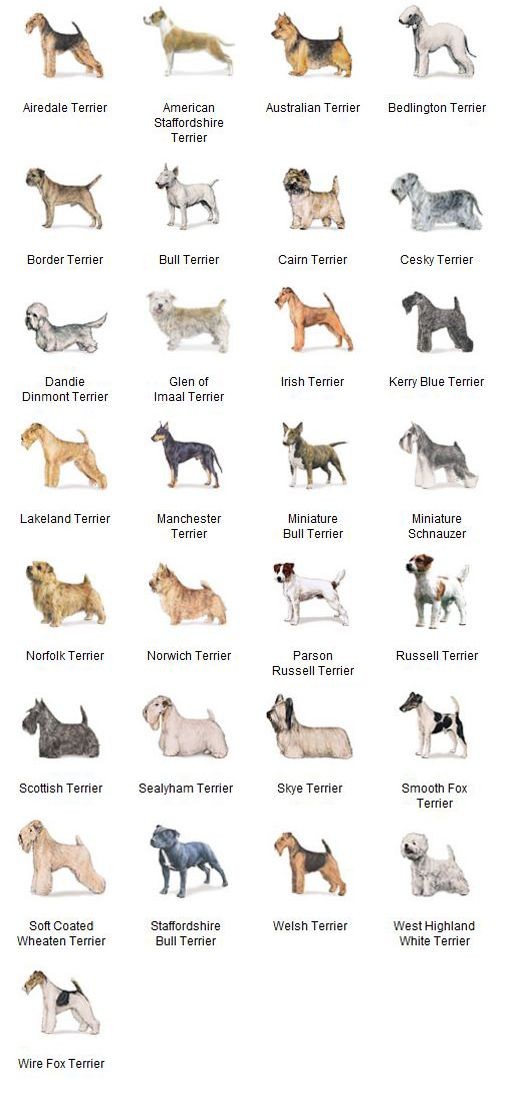 Airedale Terrier
American
Staffordshire
Terrier
Australian Terrier
Bedlington Terrier
Border Terrier
Bull Terrier
Cairn Terrier
Cesky Terrier
Dandie
Dinmont Terrier
Glen of
Imaal Terrier
Irish Terrier
Kerry Blue Terrier
Lakeland Terrier
Manchester
Terrier
Miniature
Bull Terrier
Miniature
Schnauzer
Norfolk Terrier
Norwich Terrier
Parson
Russell Terrier
Russell Terrier
Scottish Terrier
Sealyham Terrier
Skye Terrier
Smooth Fox
Terrier
Soft Coated
Wheaten Terrier
Staffordshire
Bull Terrier
Welsh Terrier
West Highland
White Terrier
Wire Fox Terrier